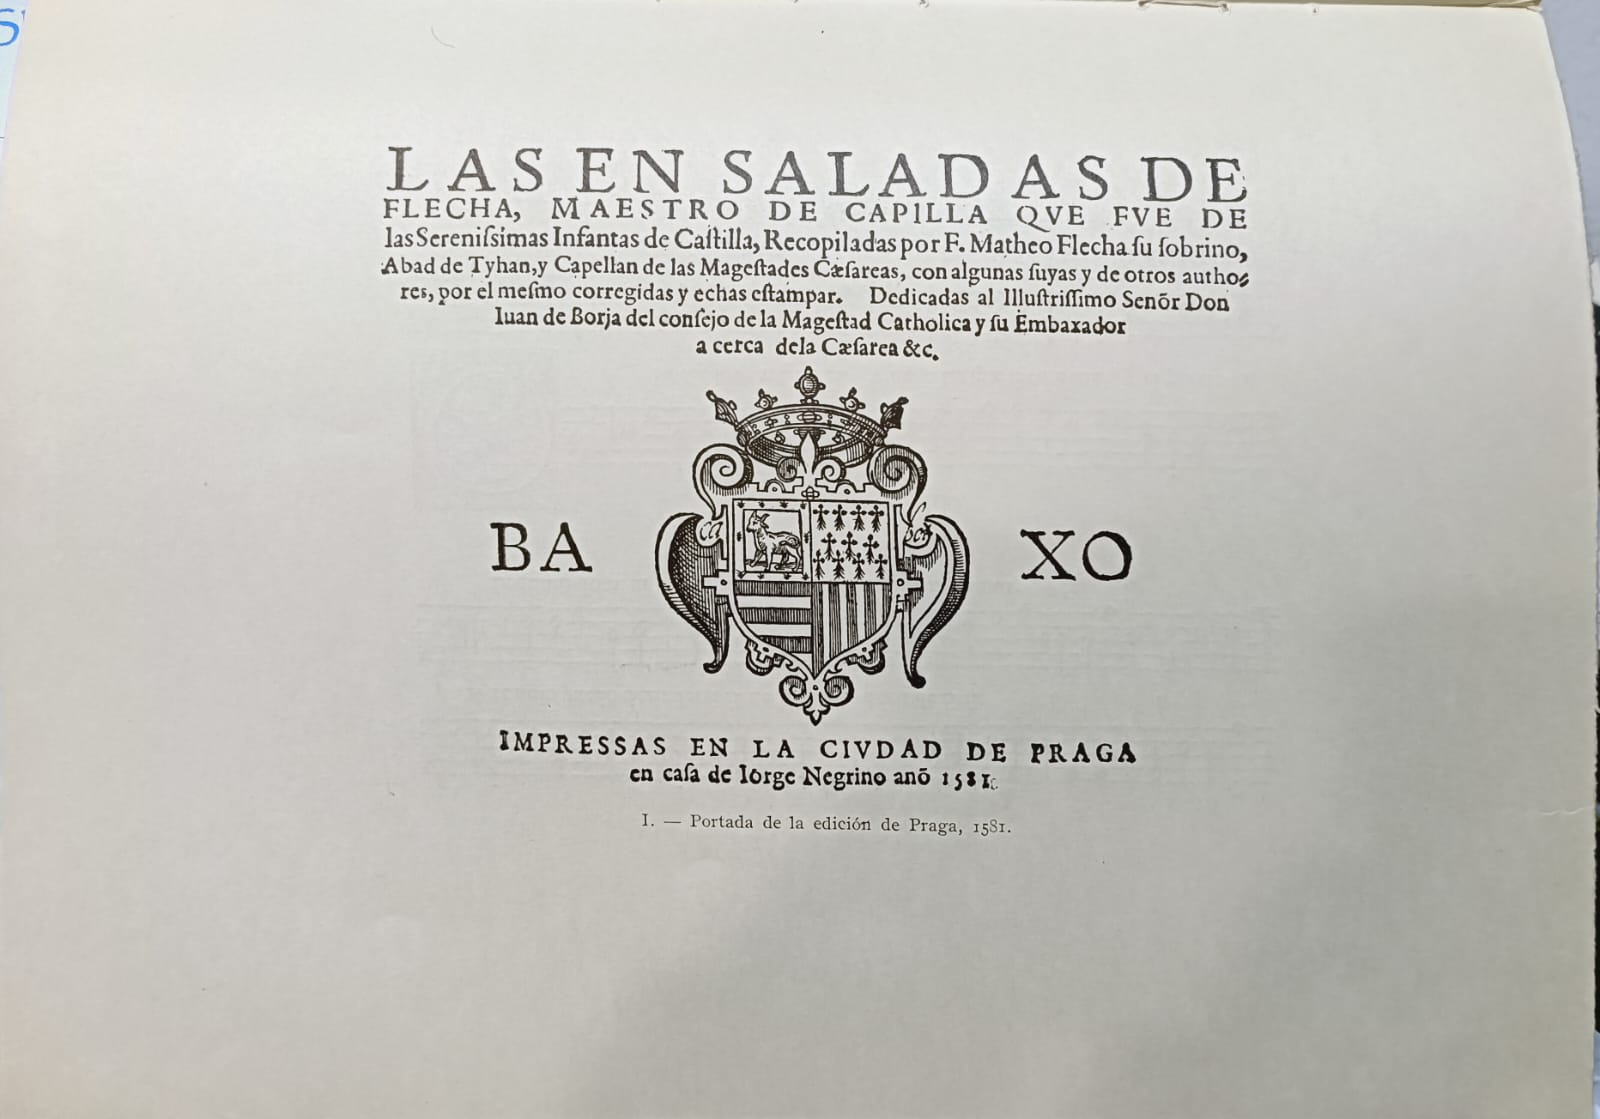 LAS EN SALADAS DE
FLECHA, MAESTRO DE CAPILLA QVE FVE DE
las Sereniſsimas Infantas de Caſtilla, Recopiladas por F. Matheo Flecha ſu ſobrino,
Abad de Tyhan, y Capellan de las Mageſtades Cæſareas, con algunas ſuyas y de otros autho-
res, por el meſmo corregidas y echas eſtampar. Dedicadas al Illuſtriſſimo Senõr Don
Iuan de Borja del conſejo de la Mageſtad Catholica y ſu Embaxador
a cerca dela Cæſarea &c.
BA XO
IMPRESSAS EN LA CIVDAD DE PRAGA
en caſa de Iorge Negrino anõ 1581.
I. — Portada de la edición de Praga, 1581.